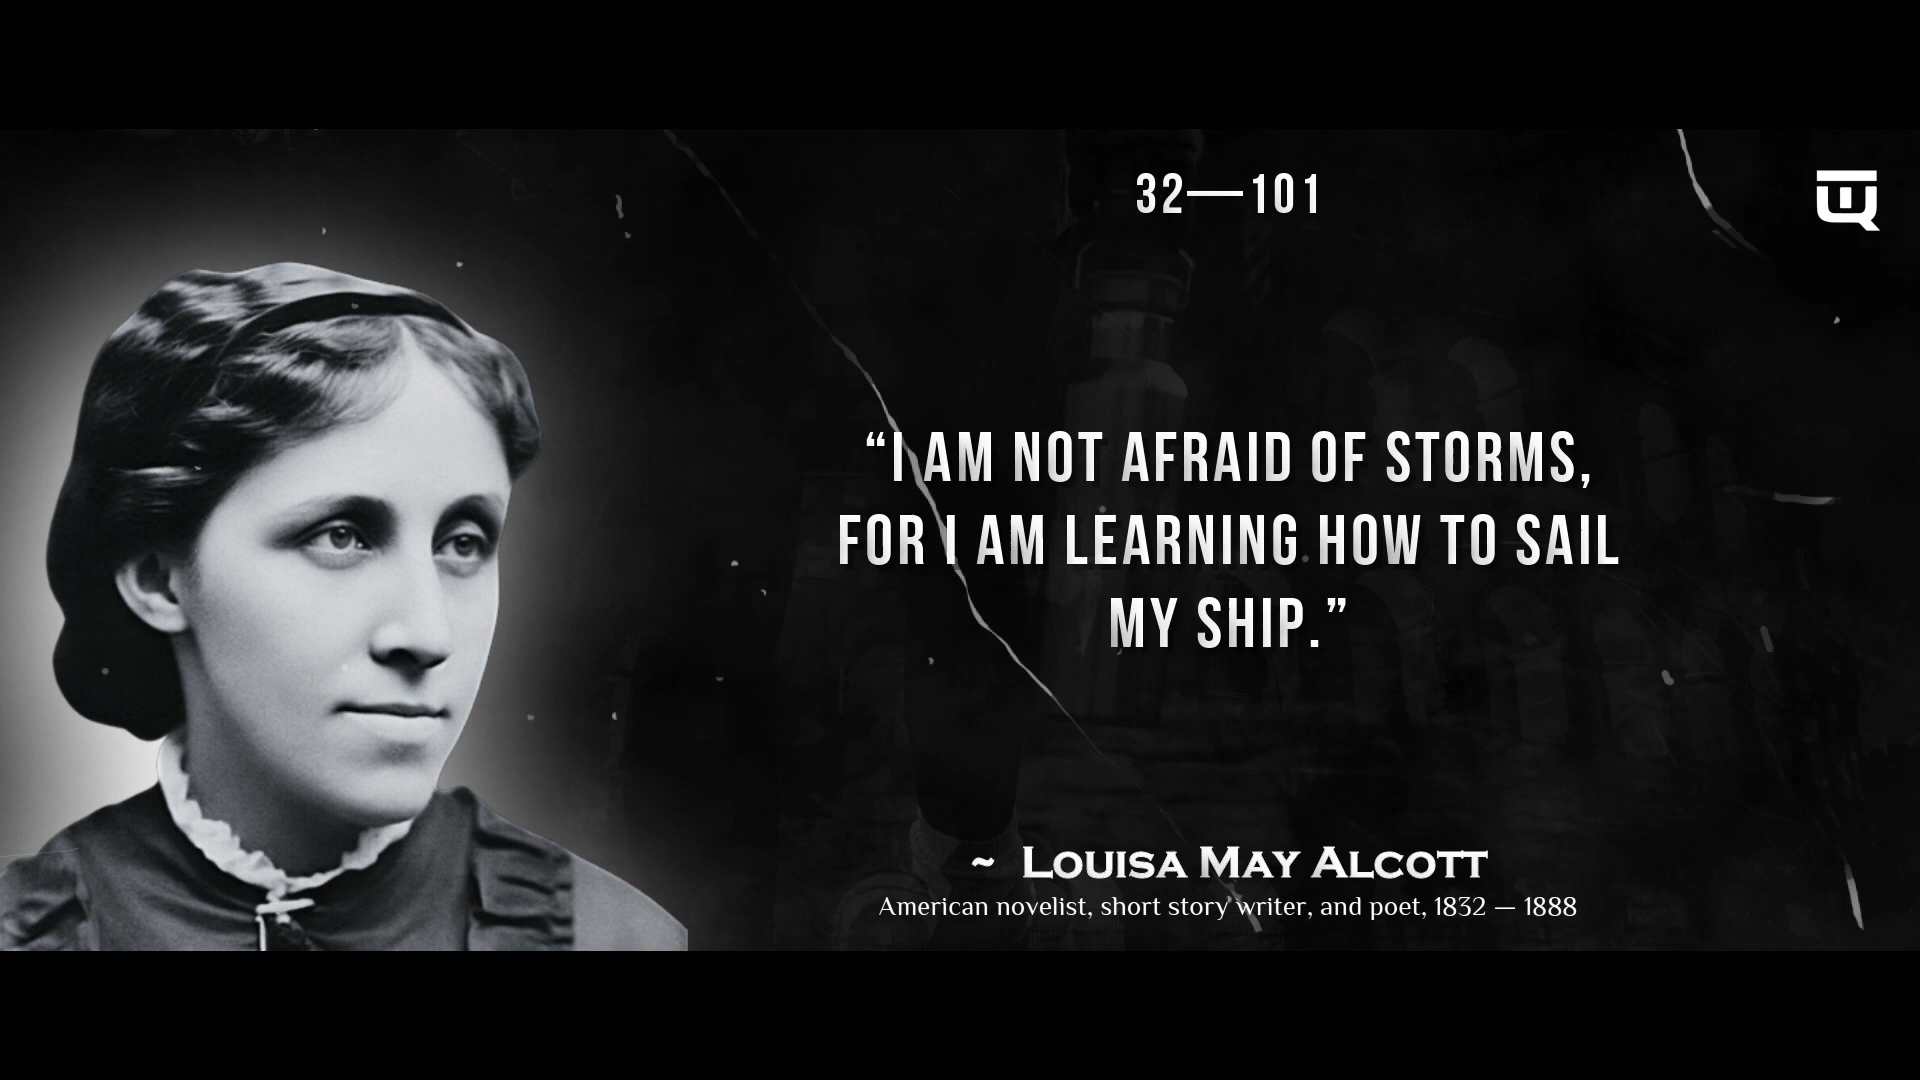 32—101
“I AM NOT AFRAID OF STORMS,
FOR I AM LEARNING HOW TO SAIL
MY SHIP.”
~ Louisa May Alcott
American novelist, short story writer, and poet, 1832 — 1888